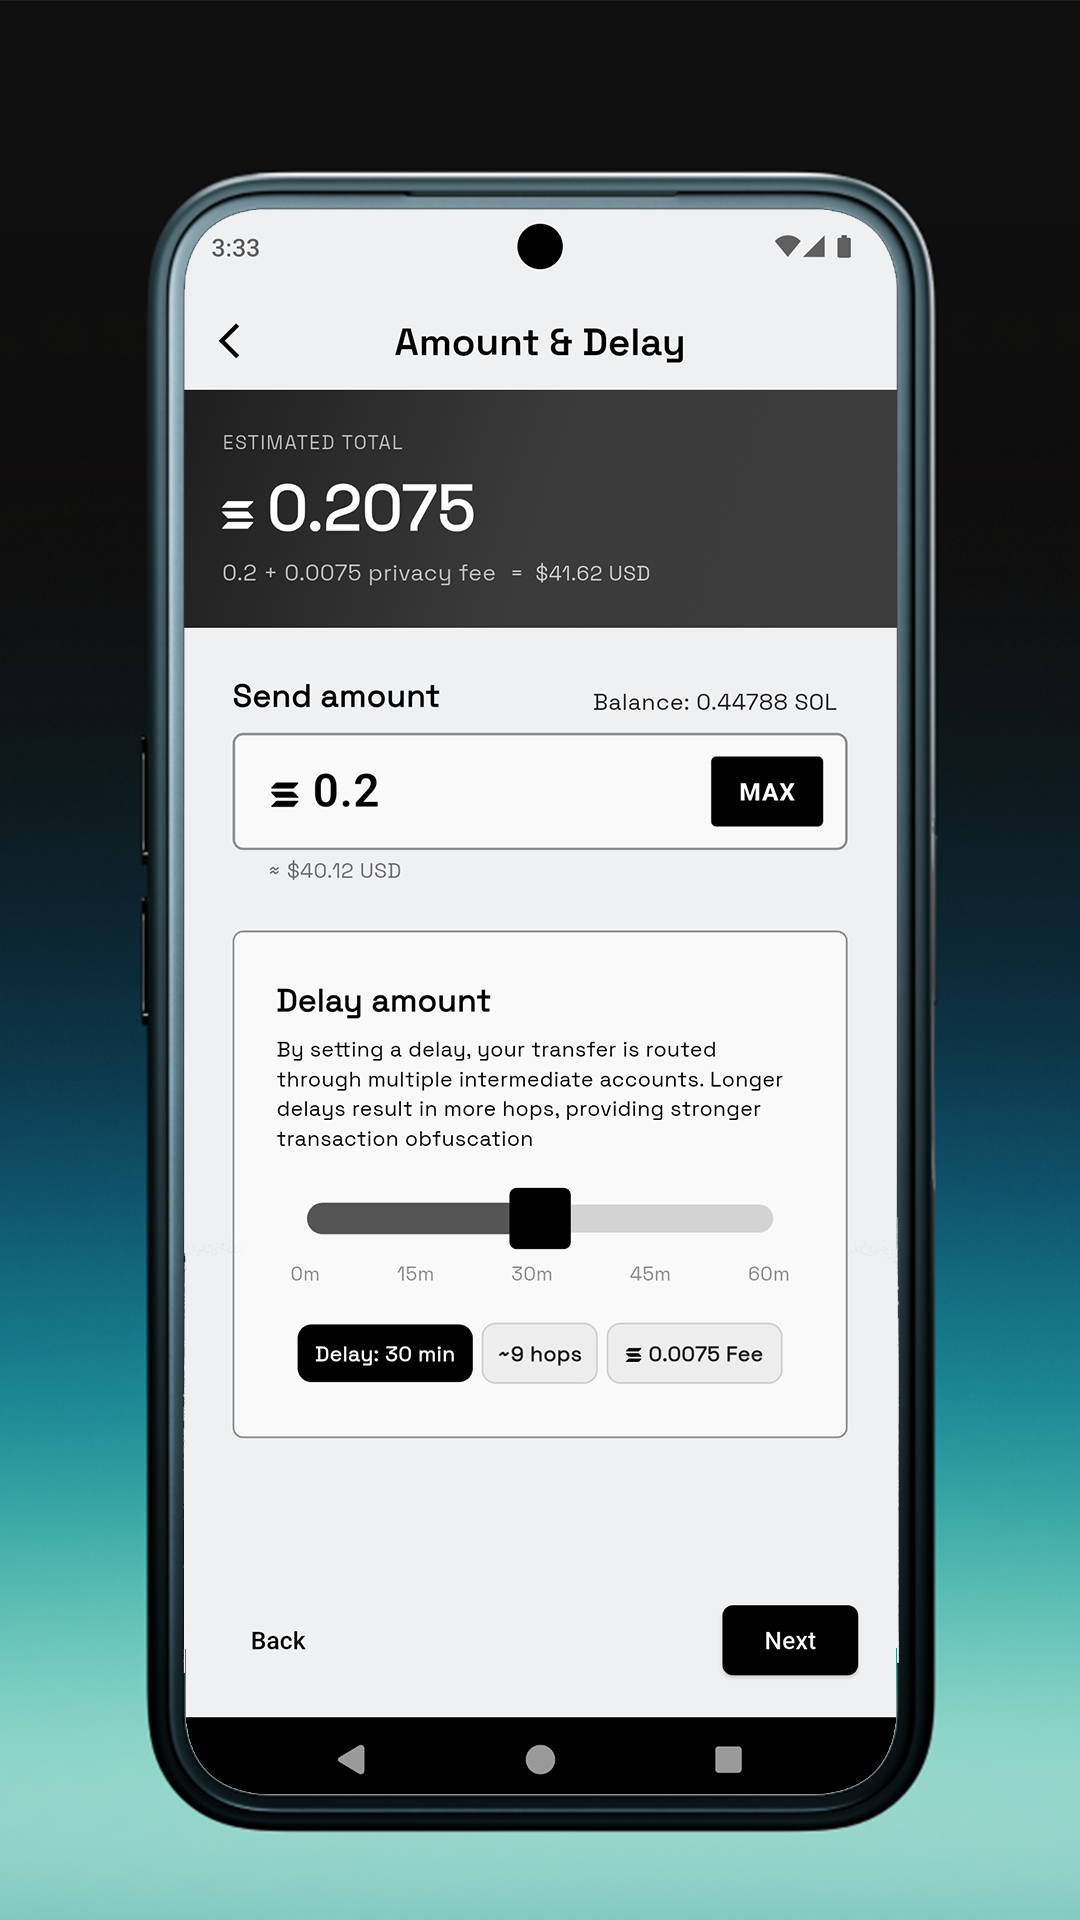 3:33
Amount & Delay
ESTIMATED TOTAL
0.2075
0.2 + 0.0075 privacy fee = $41.62 USD
Send amount
Balance: 0.44788 SOL
0.2
MAX
≈ $40.12 USD
Delay amount
By setting a delay, your transfer is routed
through multiple intermediate accounts. Longer
delays result in more hops, providing stronger
transaction obfuscation
0m 15m 30m 45m 60m
Delay: 30 min ~9 hops 0.0075 Fee
Back Next